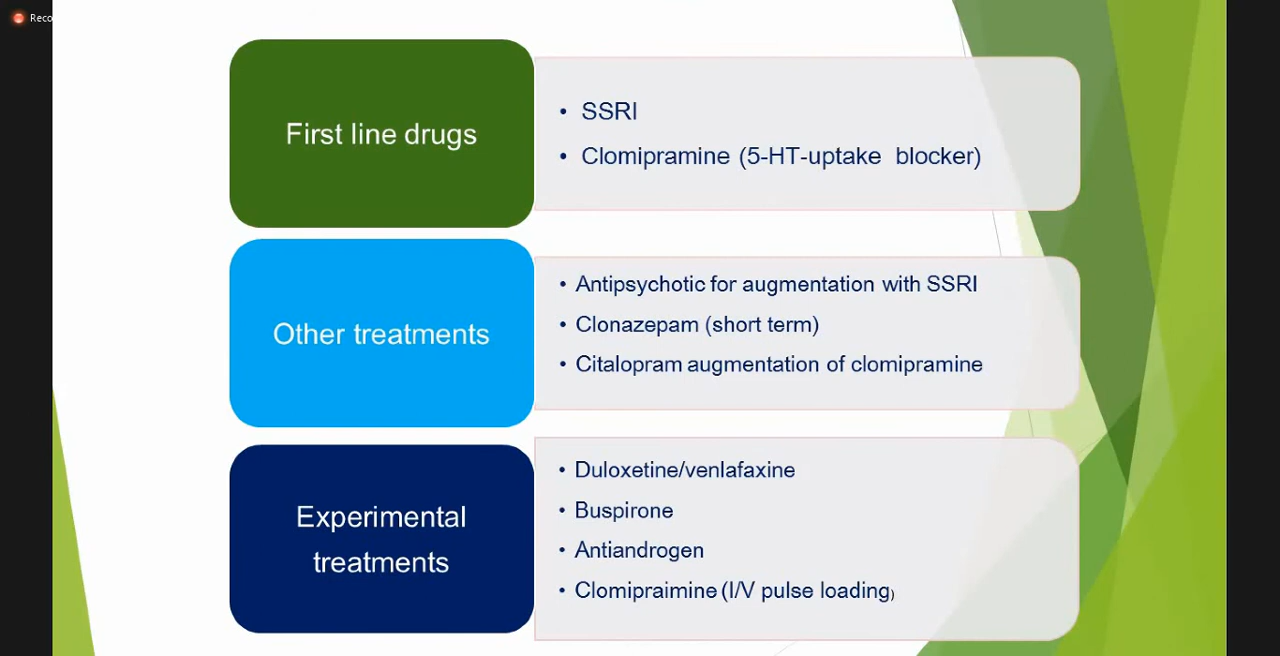 Reco
First line drugs
• SSRI
• Clomipramine (5-HT-uptake blocker)
Other treatments
• Antipsychotic for augmentation with SSRI
• Clonazepam (short term)
• Citalopram augmentation of clomipramine
Experimental
treatments
• Duloxetine/venlafaxine
• Buspirone
• Antiandrogen
• Clomipraimine (I/V pulse loading)